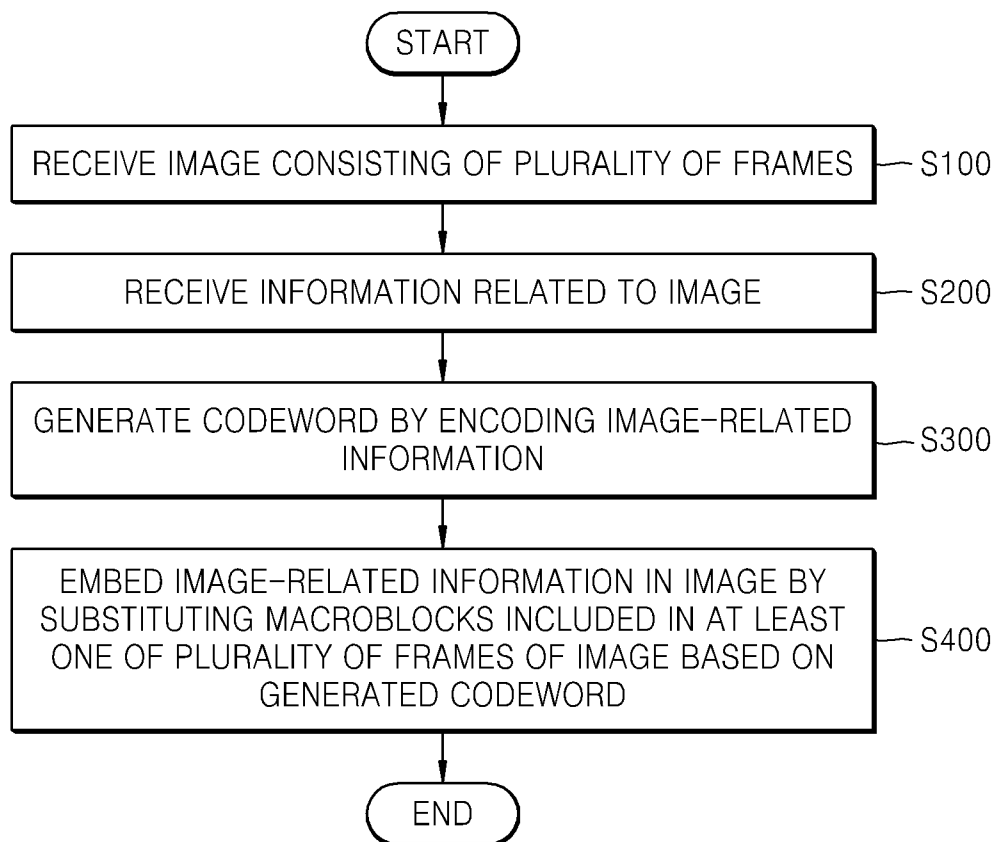 START
RECEIVE IMAGE CONSISTING OF PLURALITY OF FRAMES
S100
RECEIVE INFORMATION RELATED TO IMAGE
S200
GENERATE CODEWORD BY ENCODING IMAGE-RELATED
INFORMATION
S300
EMBED IMAGE-RELATED INFORMATION IN IMAGE BY
SUBSTITUTING MACROBLOCKS INCLUDED IN AT LEAST
ONE OF PLURALITY OF FRAMES OF IMAGE BASED ON
GENERATED CODEWORD
S400
END